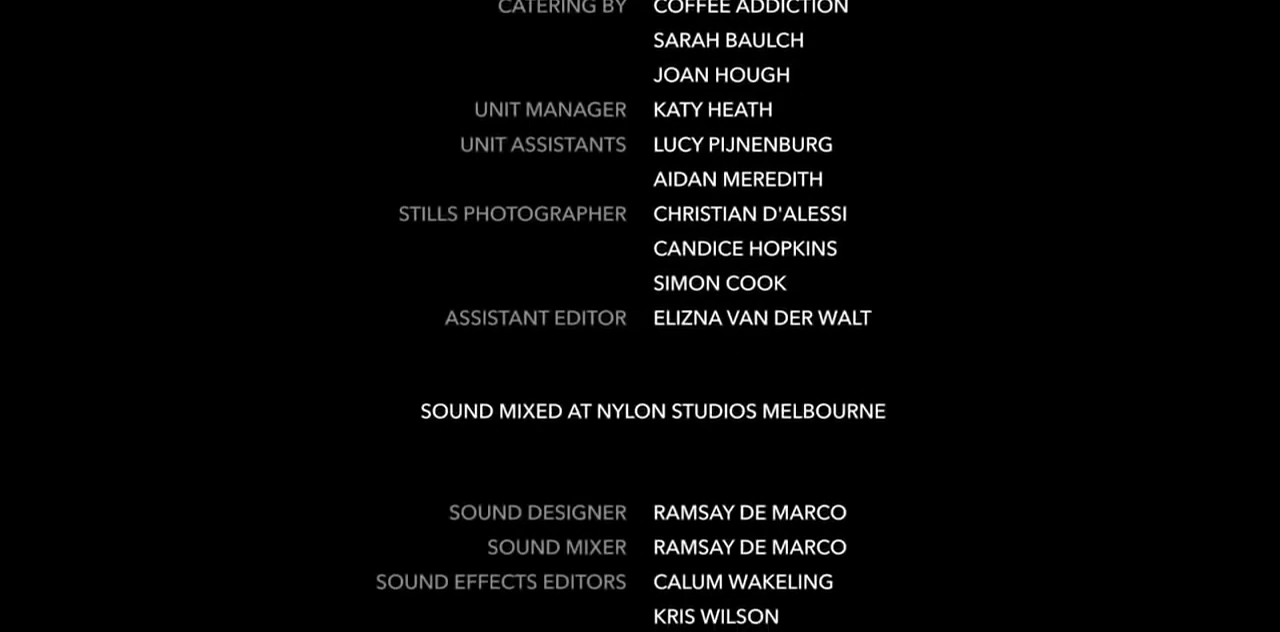 CATERING BY COFFEE ADDICTION
SARAH BAULCH
JOAN HOUGH
UNIT MANAGER KATY HEATH
UNIT ASSISTANTS LUCY PIJNENBURG
AIDAN MEREDITH
STILLS PHOTOGRAPHER CHRISTIAN D'ALESSI
CANDICE HOPKINS
SIMON COOK
ASSISTANT EDITOR ELIZNA VAN DER WALT
SOUND MIXED AT NYLON STUDIOS MELBOURNE
SOUND DESIGNER RAMSAY DE MARCO
SOUND MIXER RAMSAY DE MARCO
SOUND EFFECTS EDITORS CALUM WAKELING
KRIS WILSON